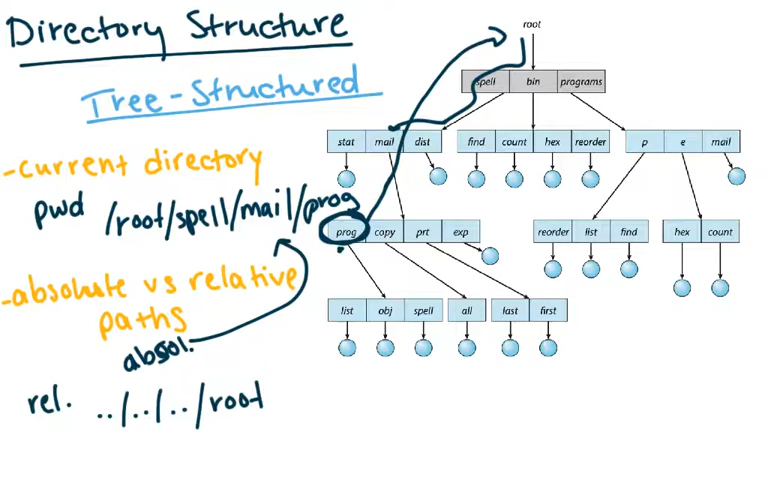 Directory Structure
Tree-Structured
-current directory
pwd /root/spell/mail/prog
-absolute vs relative
paths
absol.
rel. ../../../root
root
spell bin programs
stat mail dist find count hex reorder p e mail
prog copy prt exp reorder list find hex count
list obj spell all last first